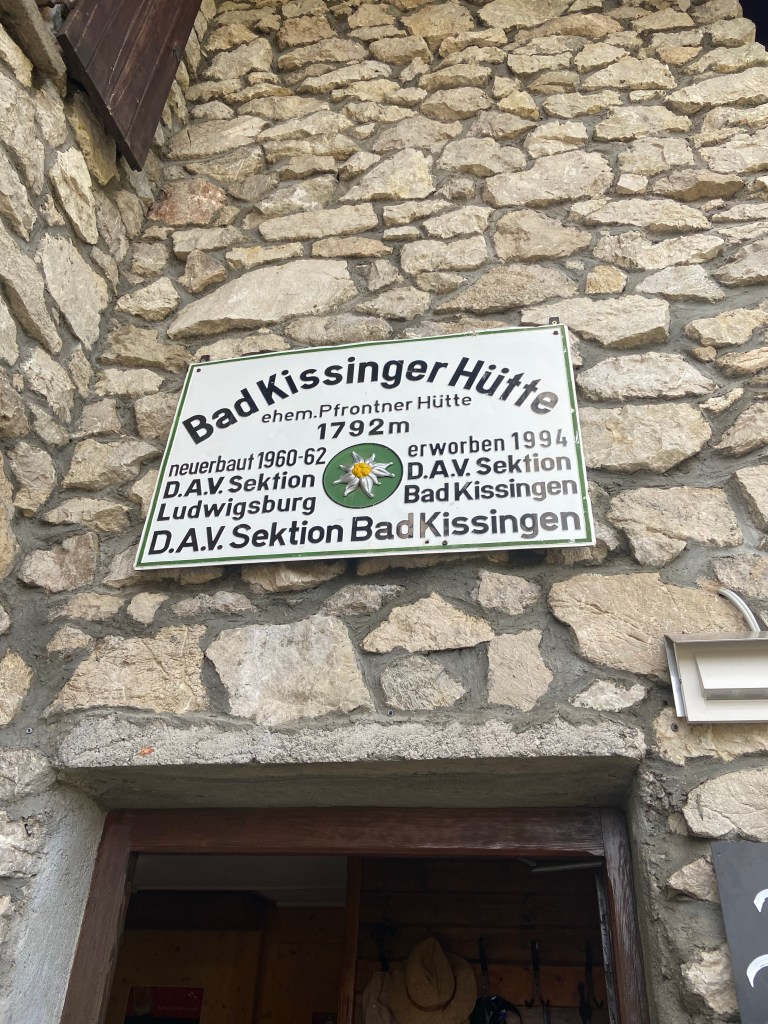 Bad Kissinger Hütte
ehem. Pfrontner Hütte
1792m
neuerbaut 1960-62
D.A.V. Sektion
Ludwigsburg
erworben 1994
D.A.V. Sektion
Bad Kissingen
D.A.V. Sektion Bad Kissingen